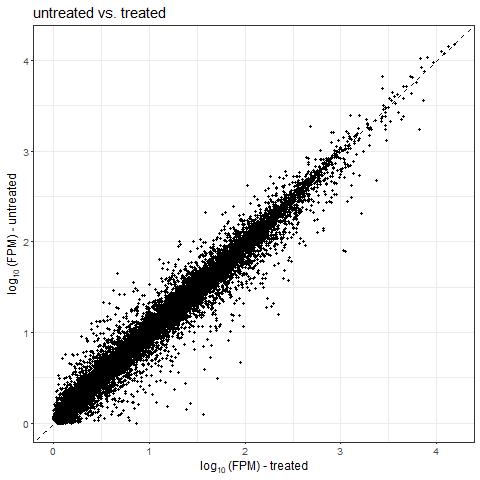 untreated vs. treated
4
3
2
1
0
log₁₀(FPM) - untreated
0 1 2 3 4
log₁₀(FPM) - treated